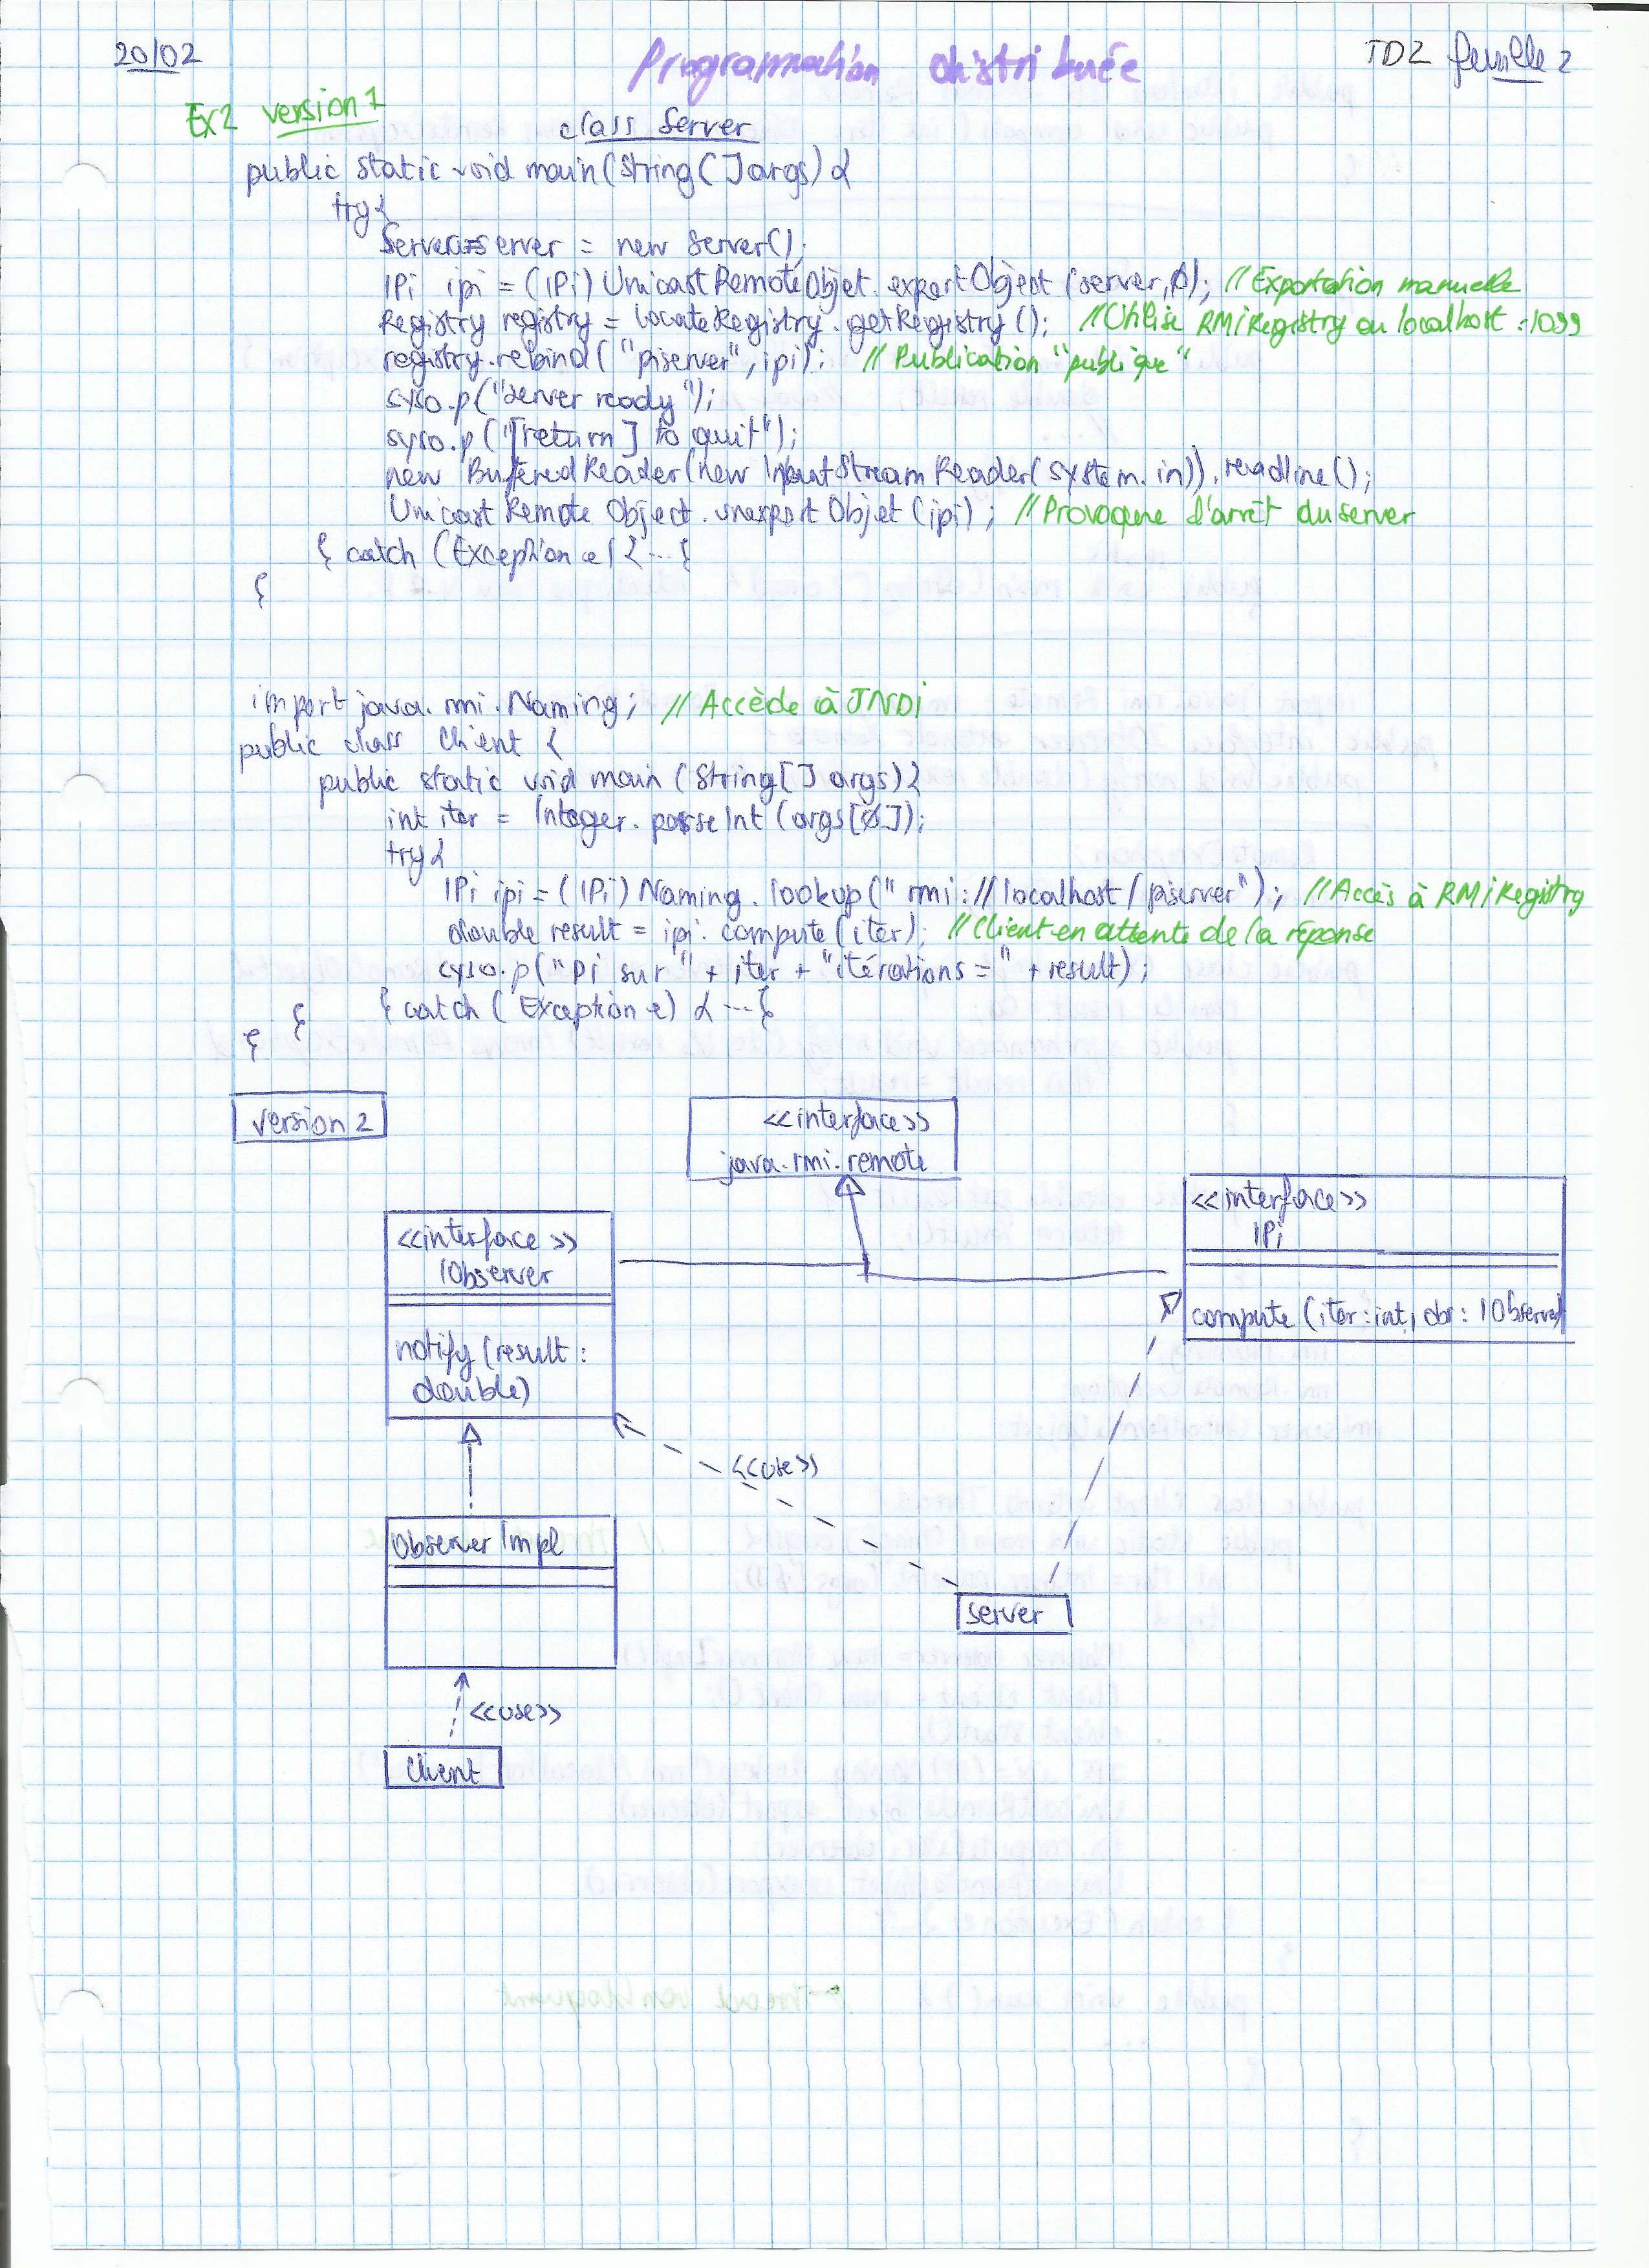 20/02
Programmation distribuée
TD2 feuille 2
Ex2 version 1
class Server
public static void main(String[] args) {
try {
Server server = new Server();
IPi ipi = (IPi) UnicastRemoteObjet.exportObject(server,0); //Exportation manuelle
Registry registry = LocateRegistry.getRegistry(); //Utilise RMiRegistry ou localhost:1099
registry.rebind("piserver", ipi); //Publication "publique"
syso.p("server ready");
syso.p("[return] to quit");
new BufferedReader(new InputStreamReader(system.in)).readline();
UnicastRemoteObject.unexportObjet(ipi); //Provoque l'arrêt du server
} catch (Exception e) {...}
}
import java.rmi.Naming; //Accède à JNDi
public class Client {
public static void main (String[] args) {
int iter = Integer.parseInt(args[0]);
try {
IPi ipi = (IPi) Naming.lookup("rmi://localhost/piserver"); //Accès à RMiRegistry
double result = ipi.compute(iter); //Client en attente de la réponse
syso.p("pi sur" + iter + "itérations=" + result);
} catch (Exception e) {...}
}
}
version 2
<<interface>>
java.rmi.remote
<<interface>>
IPi
compute (iter:int, obs: IObserver)
<<interface>>
IObserver
notify (result:
double)
<<use>>
Observer Impl
server
<<use>>
Client